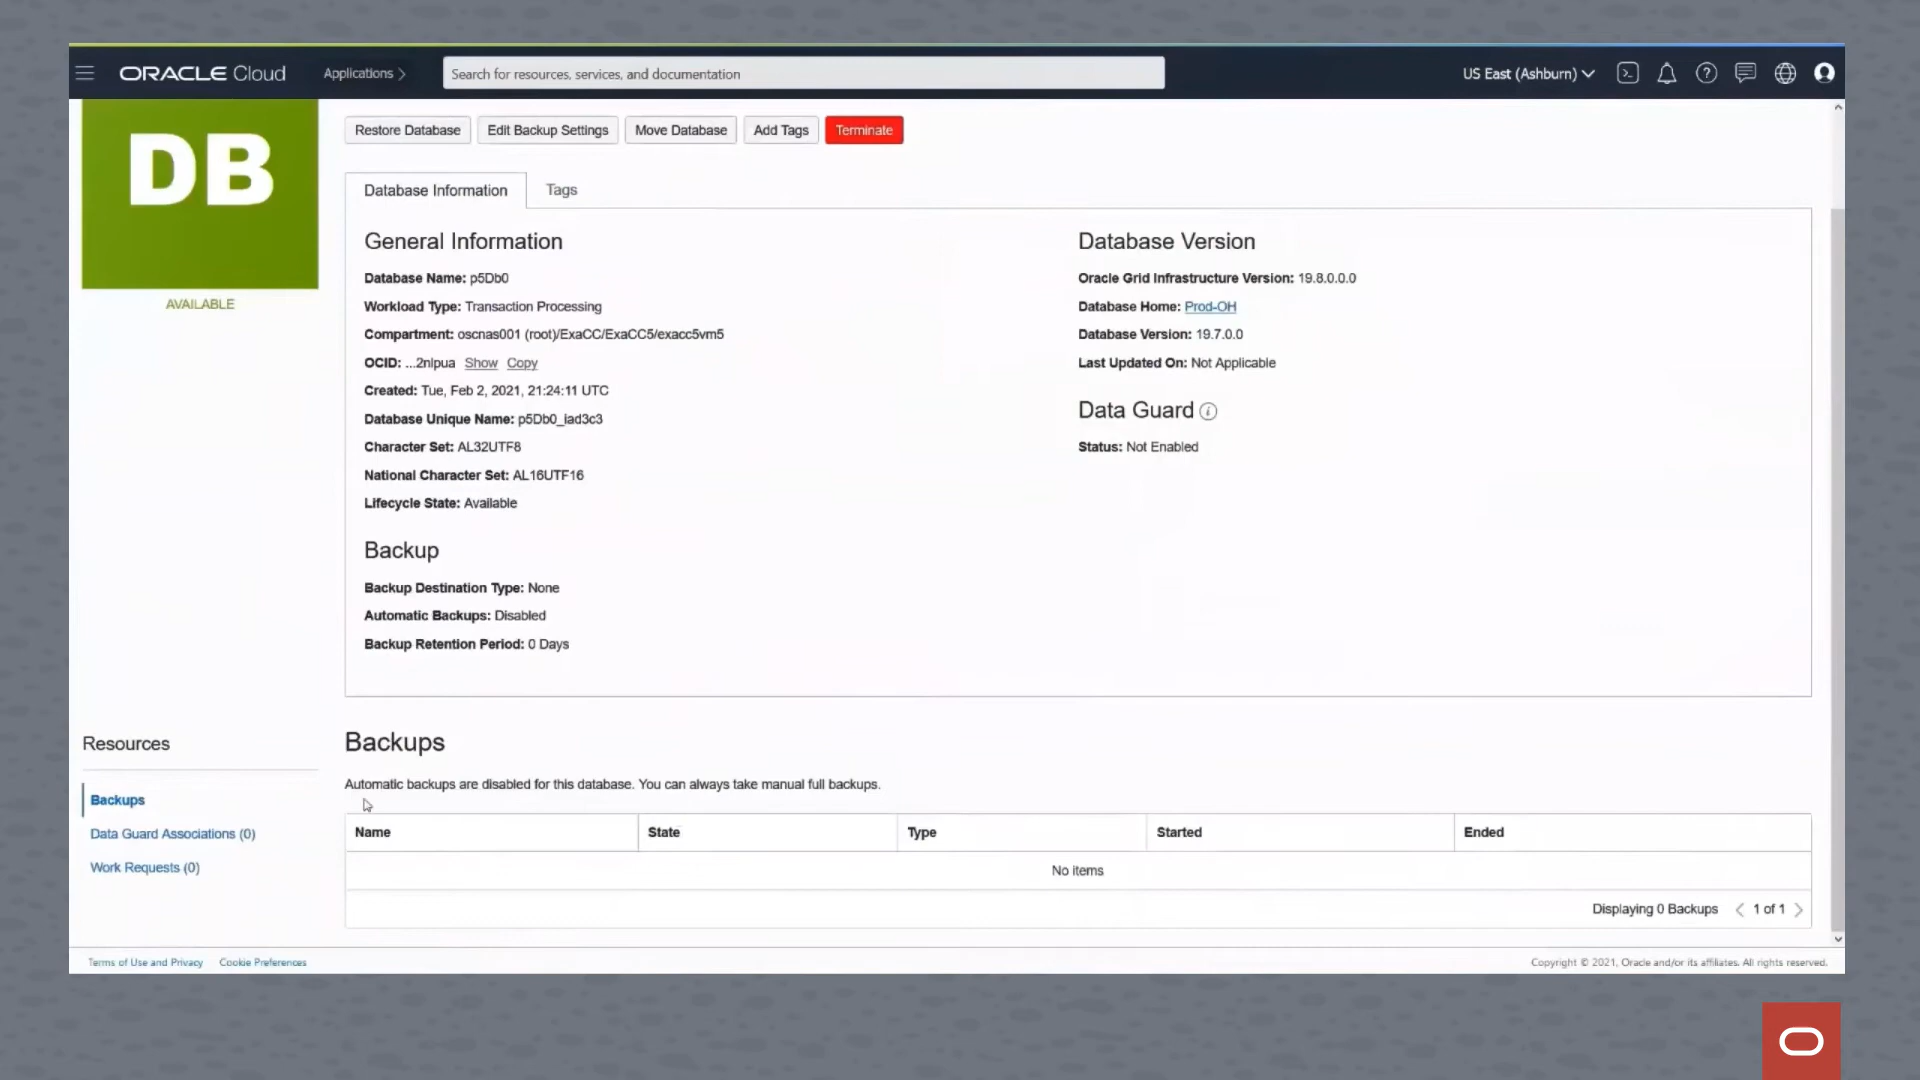 ORACLE Cloud
Applications
Search for resources, services, and documentation
US East (Ashburn)
DB
AVAILABLE
Restore Database
Edit Backup Settings
Move Database
Add Tags
Terminate
Database Information
Tags
General Information
Database Name: p5Db0
Workload Type: Transaction Processing
Compartment: oscnas001 (root)/ExaCC/ExaCC5/exacc5vm5
OCID: ...2nlpua Show Copy
Created: Tue, Feb 2, 2021, 21:24:11 UTC
Database Unique Name: p5Db0_iad3c3
Character Set: AL32UTF8
National Character Set: AL16UTF16
Lifecycle State: Available
Backup
Backup Destination Type: None
Automatic Backups: Disabled
Backup Retention Period: 0 Days
Database Version
Oracle Grid Infrastructure Version: 19.8.0.0.0
Database Home: Prod-OH
Database Version: 19.7.0.0
Last Updated On: Not Applicable
Data Guard
Status: Not Enabled
Resources
Backups
Data Guard Associations (0)
Work Requests (0)
Backups
Automatic backups are disabled for this database. You can always take manual full backups.
Name State Type Started Ended
No items
Displaying 0 Backups 1 of 1
Terms of Use and Privacy Cookie Preferences
Copyright © 2021, Oracle and/or its affiliates. All rights reserved.